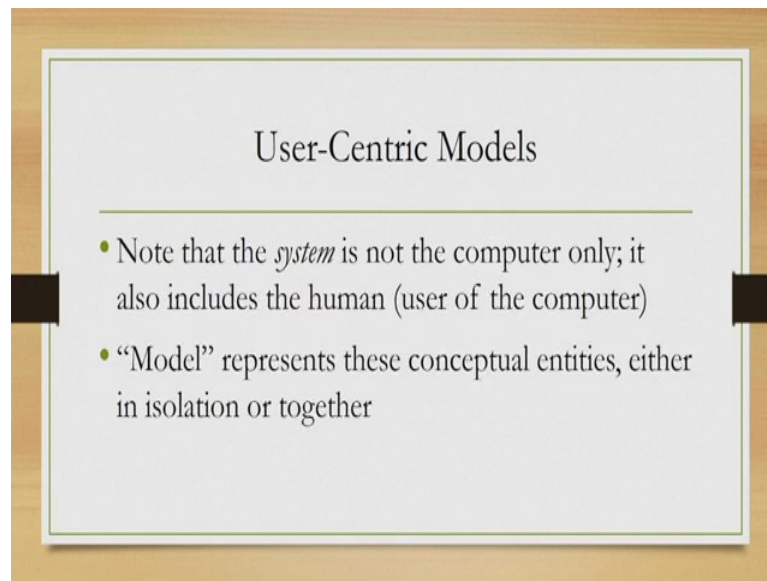 User-Centric Models
• Note that the system is not the computer only; it
also includes the human (user of the computer)
• “Model” represents these conceptual entities, either
in isolation or together